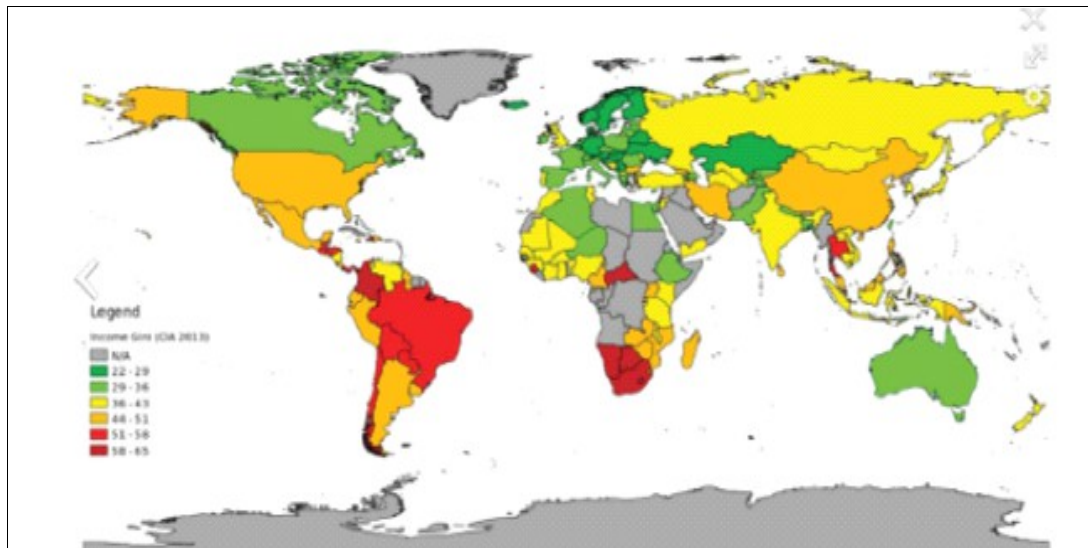 Legend
Income Gini (CIA 2013)
N/A
22 - 29
29 - 36
36 - 43
44 - 51
51 - 58
58 - 65